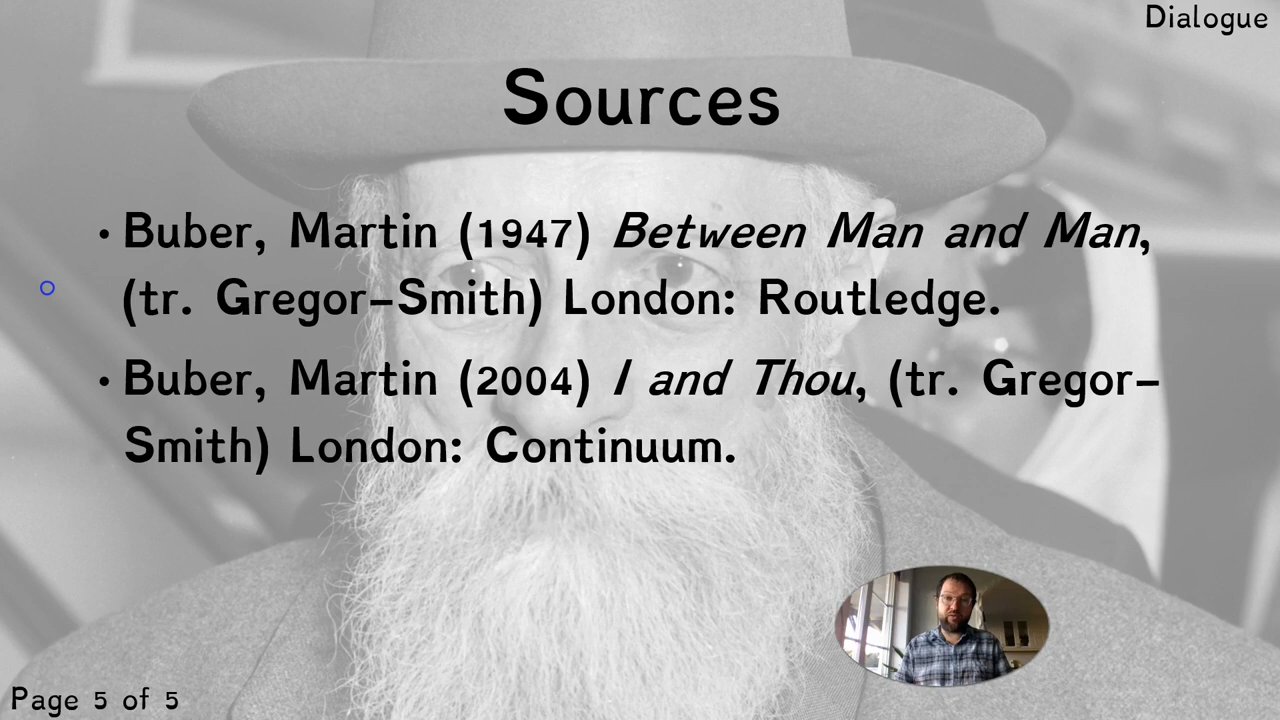 Dialogue
Sources
• Buber, Martin (1947) Between Man and Man,
(tr. Gregor–Smith) London: Routledge.
• Buber, Martin (2004) I and Thou, (tr. Gregor–
Smith) London: Continuum.
Page 5 of 5